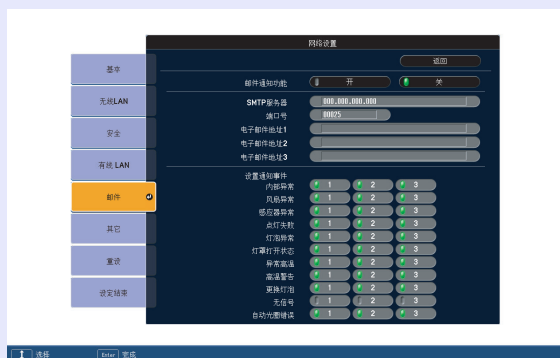 网络设置
返回
基本
无线LAN
安全
有线 LAN
邮件
其它
重设
设定结束
邮件通知功能 开 关
SMTP服务器 000.000.000.000
端口号 00025
电子邮件地址1
电子邮件地址2
电子邮件地址3
设置通知事件
内部异常 1 2 3
风扇异常 1 2 3
感应器异常 1 2 3
点灯失败 1 2 3
灯泡异常 1 2 3
灯罩打开状态 1 2 3
异常高温 1 2 3
高温警告 1 2 3
更换灯泡 1 2 3
无信号 1 2 3
自动光圈错误 1 2 3
选择 Enter 完成